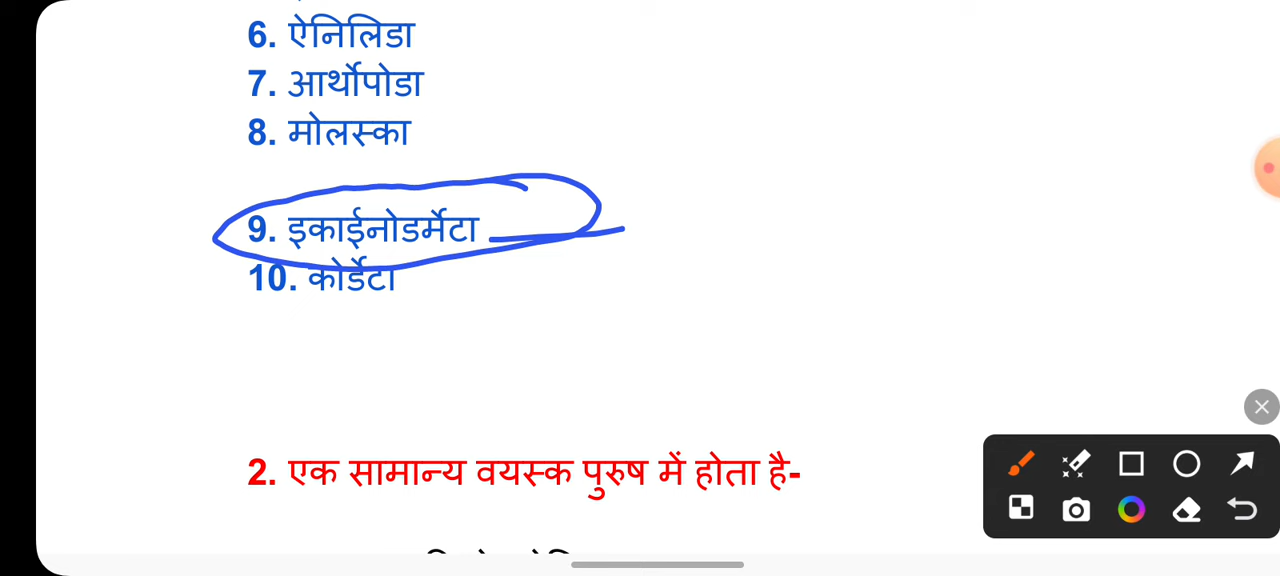 6. ऐनिलिडा
7. आर्थोपोडा
8. मोलस्का
9. इकाईनोडर्मेटा
10. कोर्डेटा
2. एक सामान्य वयस्क पुरुष में होता है-